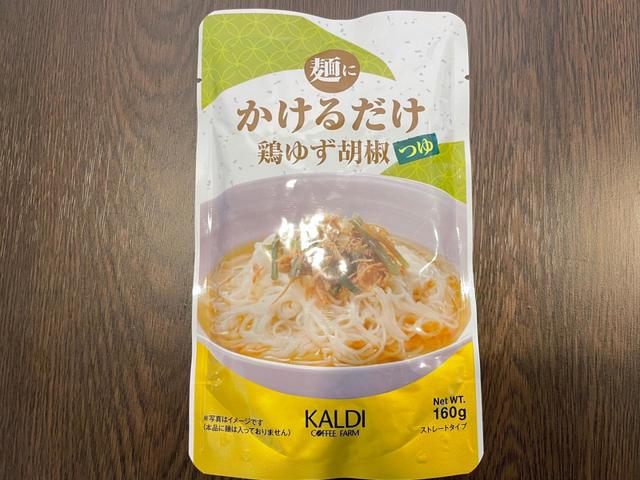 麺に
かけるだけ
鶏ゆず胡椒 つゆ
※写真はイメージです
(本品に麺は入っておりません)
KALDI
COFFEE FARM
Net WT.
160g
ストレートタイプ